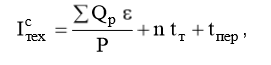 I^с_тех = (∑Q_р ε)/P + n t_т + t_пер ,